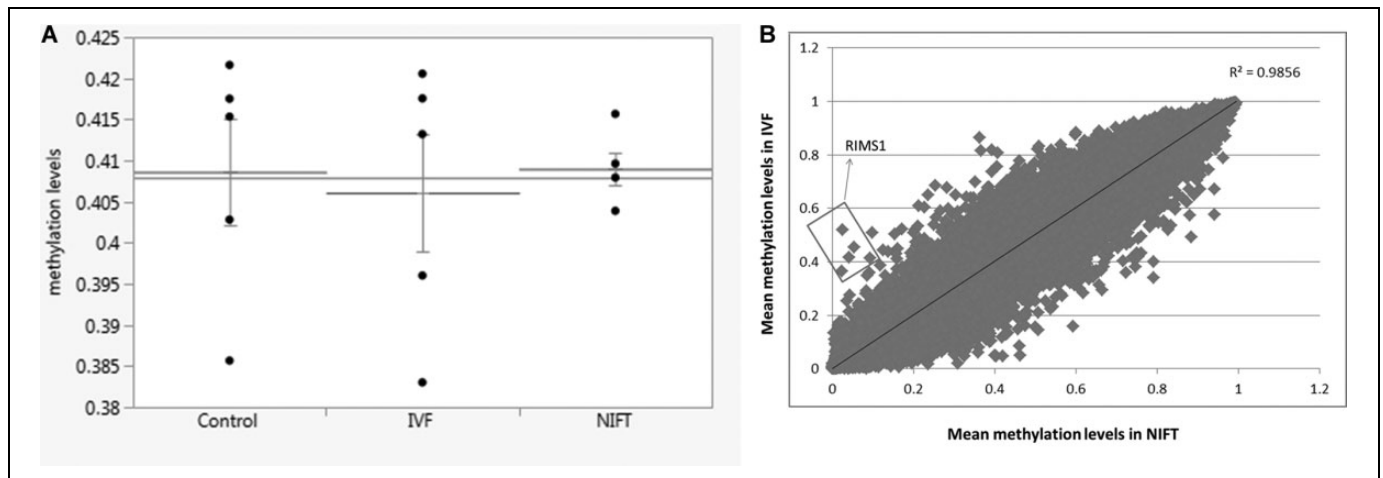 A
0.425
0.42
0.415
0.41
0.405
0.4
0.395
0.39
0.385
0.38
methylation levels
Control IVF NIFT
B
1.2
1
0.8
0.6
0.4
0.2
0
Mean methylation levels in IVF
R² = 0.9856
RIMS1
0 0.2 0.4 0.6 0.8 1 1.2
Mean methylation levels in NIFT